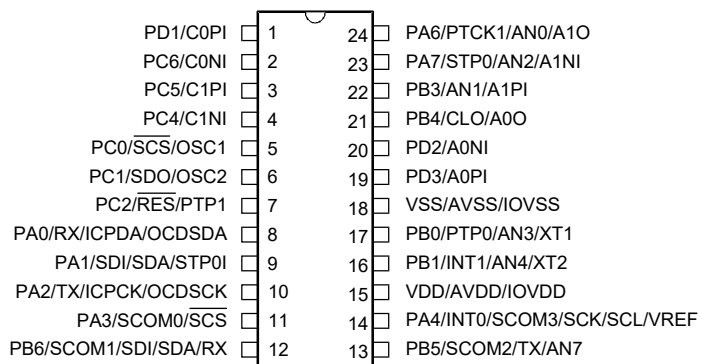 PD1/C0PI 1 24 PA6/PTCK1/AN0/A1O
PC6/C0NI 2 23 PA7/STP0/AN2/A1NI
PC5/C1PI 3 22 PB3/AN1/A1PI
PC4/C1NI 4 21 PB4/CLO/A0O
PC0/SCS/OSC1 5 20 PD2/A0NI
PC1/SDO/OSC2 6 19 PD3/A0PI
PC2/RES/PTP1 7 18 VSS/AVSS/IOVSS
PA0/RX/ICPDA/OCDSDA 8 17 PB0/PTP0/AN3/XT1
PA1/SDI/SDA/STP0I 9 16 PB1/INT1/AN4/XT2
PA2/TX/ICPCK/OCDSCK 10 15 VDD/AVDD/IOVDD
PA3/SCOM0/SCS 11 14 PA4/INT0/SCOM3/SCK/SCL/VREF
PB6/SCOM1/SDI/SDA/RX 12 13 PB5/SCOM2/TX/AN7